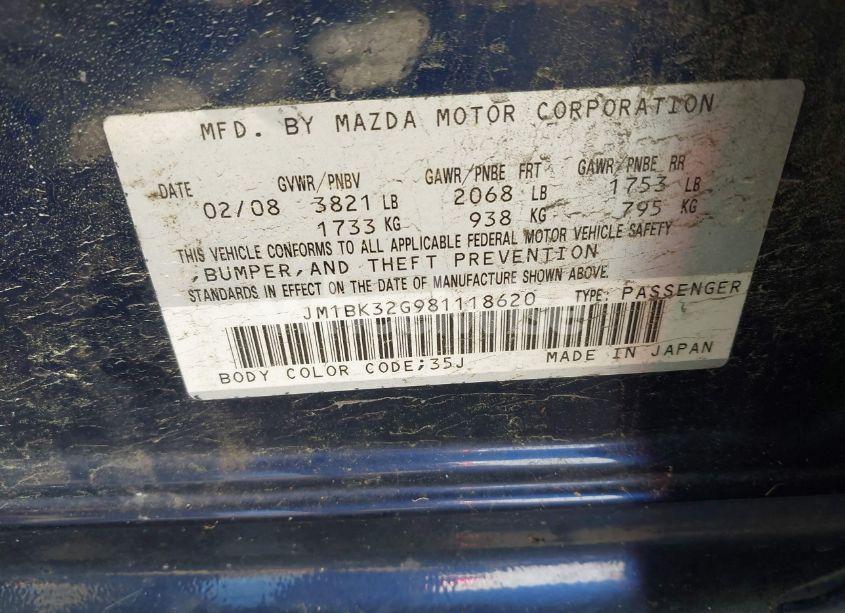 MFD. BY MAZDA MOTOR CORPORATION
DATE GVWR/PNBV GAWR/PNBE FRT GAWR/PNBE RR
02/08 3821 LB 2068 LB 1753 LB
1733 KG 938 KG 795 KG
THIS VEHICLE CONFORMS TO ALL APPLICABLE FEDERAL MOTOR VEHICLE SAFETY
,BUMPER,AND THEFT PREVENTION
STANDARDS IN EFFECT ON THE DATE OF MANUFACTURE SHOWN ABOVE.
JM1BK32G981118620 TYPE: PASSENGER
BODY COLOR CODE;35J MADE IN JAPAN